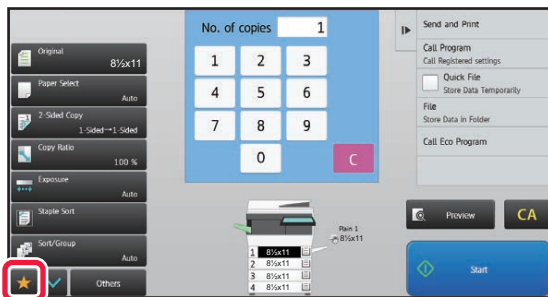 Original
8½x11
Paper Select
Auto
2-Sided Copy
1-Sided→1-Sided
Copy Ratio
100 %
Exposure
Auto
Staple Sort
Sort/Group
Auto
Others
No. of copies 1
1 2 3
4 5 6
7 8 9
0 C
Plain 1
8½x11
1 8½x11
2 8½x11
3 8½x11
4 8½x11
Send and Print
Call Program
Call Registered settings
Quick File
Store Data Temporarily
File
Store Data in Folder
Call Eco Program
Preview CA
Start